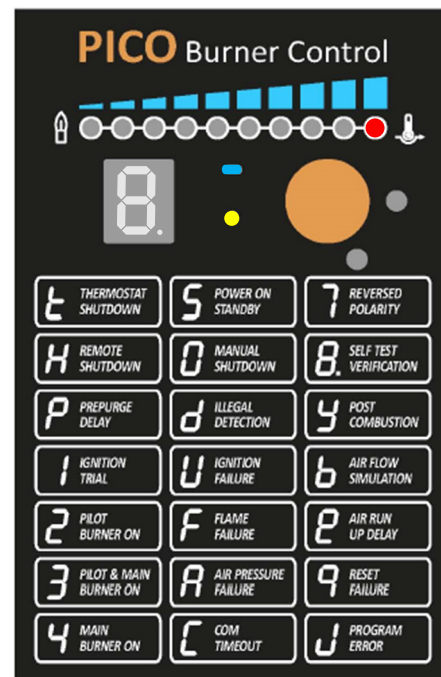 PICO Burner Control
8.
t THERMOSTAT SHUTDOWN
5 POWER ON STANDBY
7 REVERSED POLARITY
H REMOTE SHUTDOWN
0 MANUAL SHUTDOWN
8. SELF TEST VERIFICATION
P PREPURGE DELAY
d ILLEGAL DETECTION
y POST COMBUSTION
1 IGNITION TRIAL
U IGNITION FAILURE
b AIR FLOW SIMULATION
2 PILOT BURNER ON
F FLAME FAILURE
e AIR RUN UP DELAY
3 PILOT & MAIN BURNER ON
A AIR PRESSURE FAILURE
9 RESET FAILURE
4 MAIN BURNER ON
C COM TIMEOUT
J PROGRAM ERROR